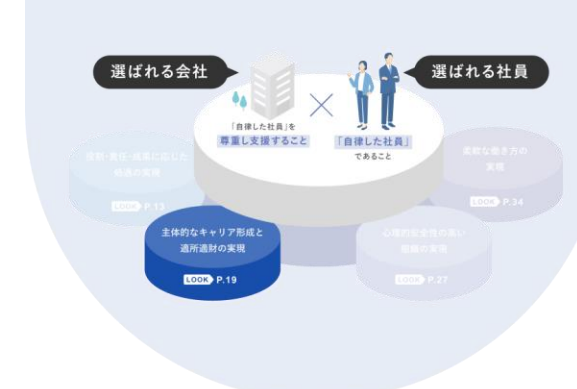 選ばれる会社
選ばれる社員
「自律した社員」を
尊重し支援すること
「自律した社員」
であること
役割・責任・成果に応じた
処遇の実現
LOOK P.13
柔軟な働き方の
実現
LOOK P.34
主体的なキャリア形成と
適所適財の実現
LOOK P.19
心理的安全性の高い
組織の実現
LOOK P.27